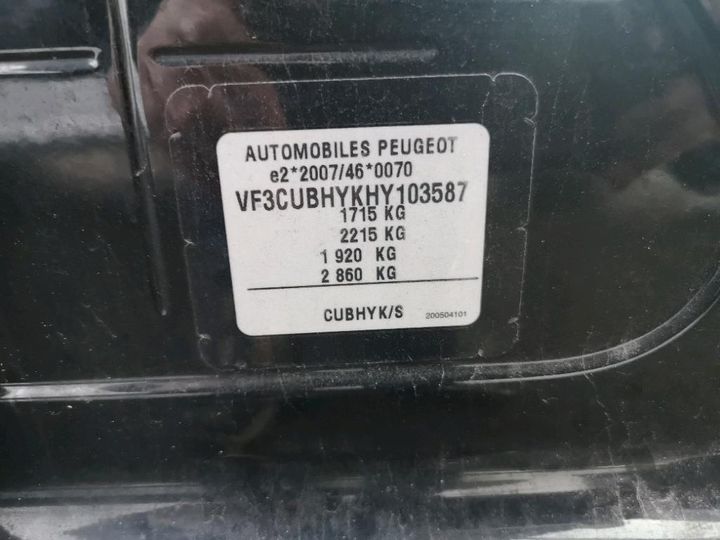 AUTOMOBILES PEUGEOT
e2*2007/46*0070
VF3CUBHYKHY103587
1715 KG
2215 KG
1 920 KG
2 860 KG
CUBHYK/S 200504101